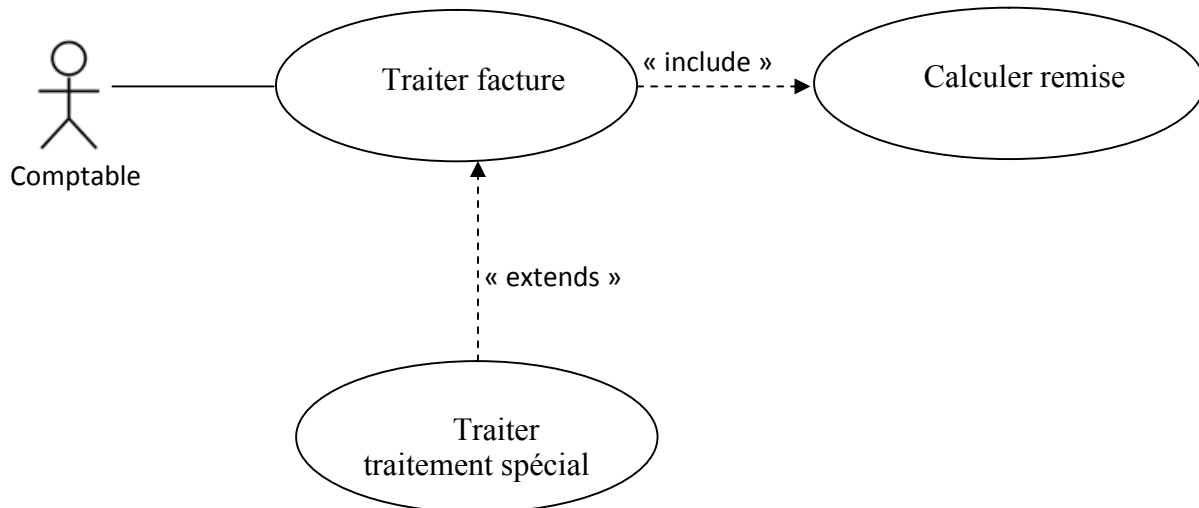 Traiter facture
« include »
Calculer remise
Comptable
« extends »
Traiter
traitement spécial